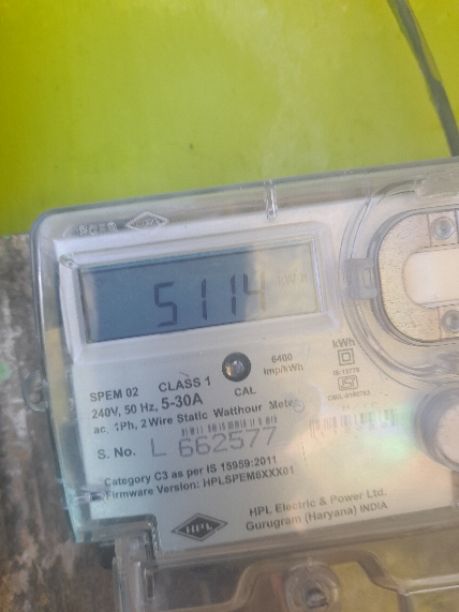 5114 kWh
6400
imp/kWh
kWh
SPEM 02 CLASS 1
CAL
240V, 50 Hz, 5-30A
ac, 1Ph, 2 Wire Static Watthour Meter
S. No. L 662577
Category C3 as per IS 15959:2011
Firmware Version: HPLSPEM6XXX01
HPL
HPL Electric & Power Ltd.
Gurugram (Haryana) INDIA